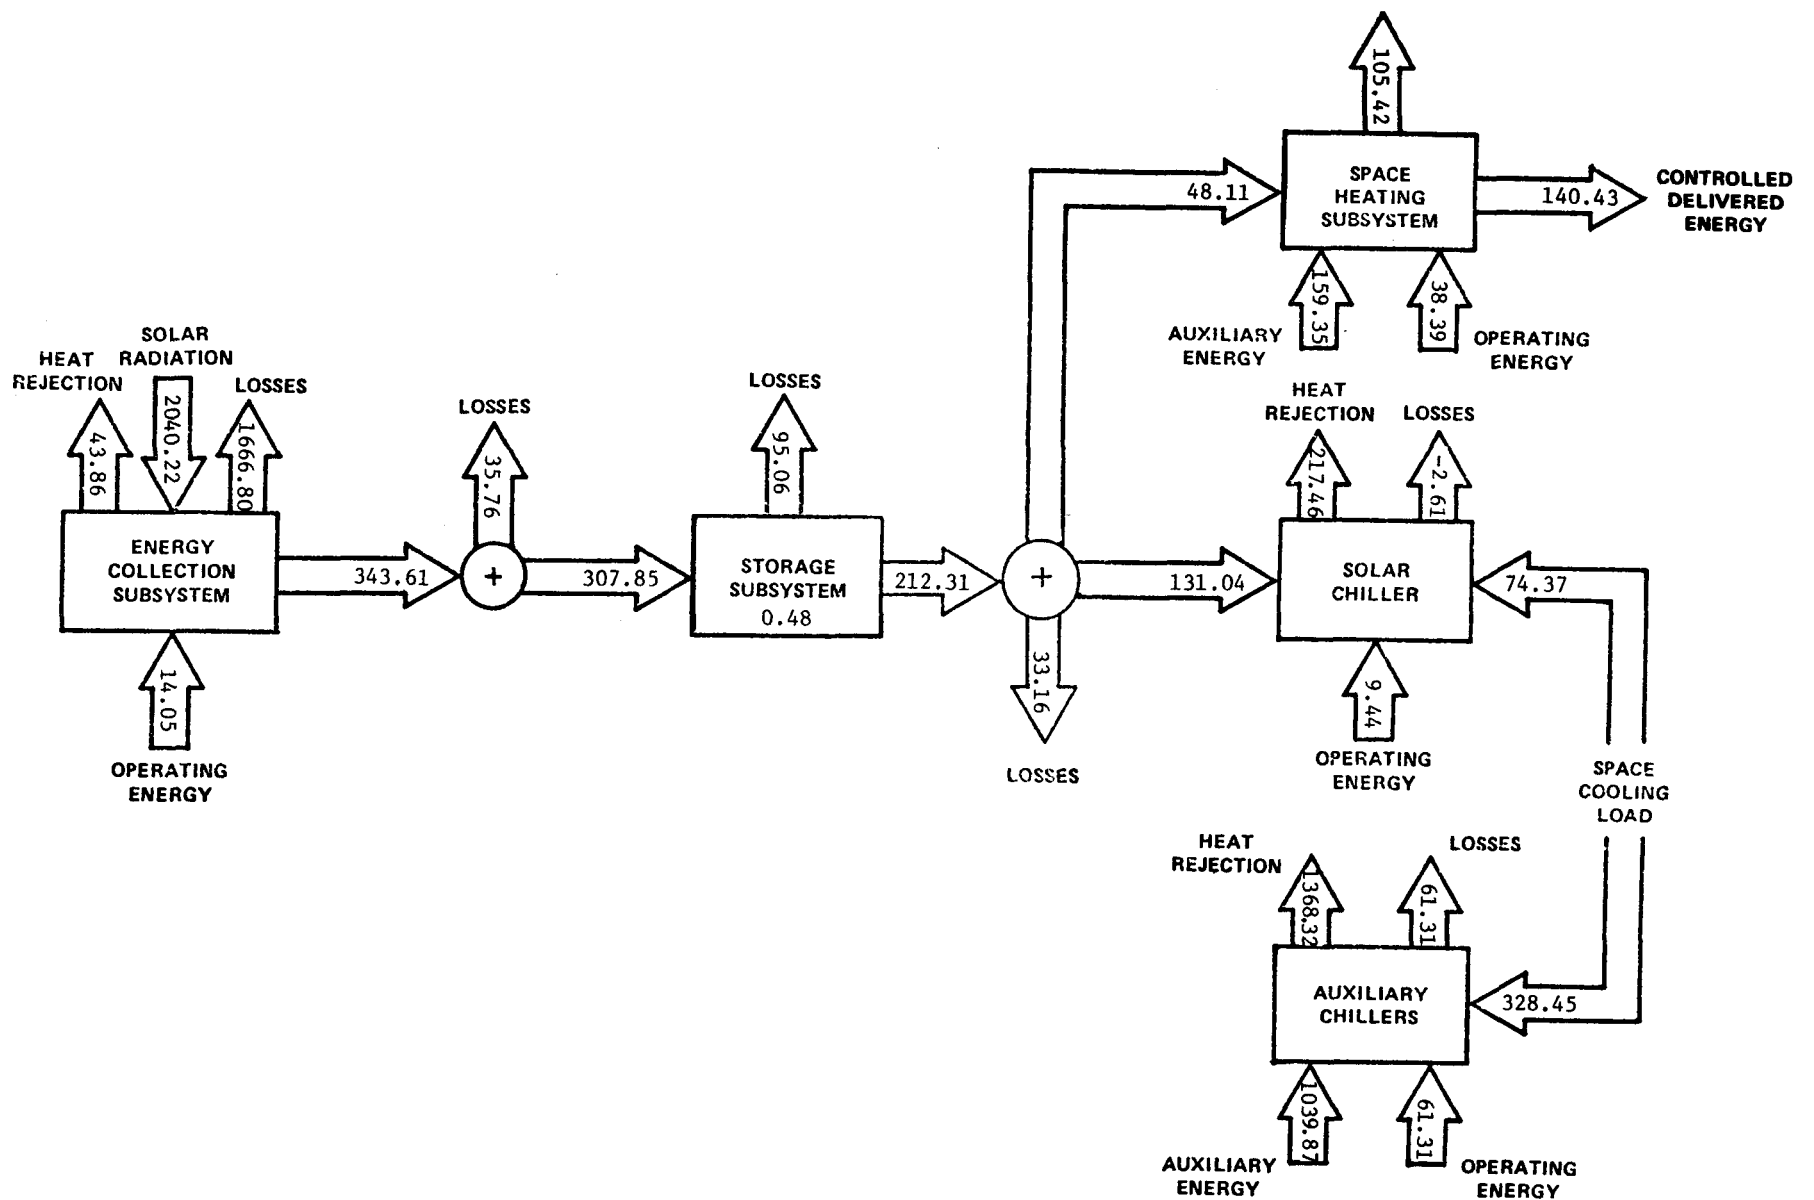 105.42
SPACE
HEATING
SUBSYSTEM
48.11
140.43
CONTROLLED
DELIVERED
ENERGY
159.35
38.39
AUXILIARY
ENERGY
OPERATING
ENERGY
SOLAR
RADIATION
HEAT
REJECTION
LOSSES
43.86
2040.22
1666.80
ENERGY
COLLECTION
SUBSYSTEM
14.05
OPERATING
ENERGY
343.61
LOSSES
35.76
+
307.85
LOSSES
95.06
STORAGE
SUBSYSTEM
0.48
212.31
+
33.16
LOSSES
131.04
HEAT
REJECTION
LOSSES
217.46
-2.61
SOLAR
CHILLER
74.37
9.44
OPERATING
ENERGY
SPACE
COOLING
LOAD
HEAT
REJECTION
LOSSES
1368.32
61.31
AUXILIARY
CHILLERS
328.45
1039.87
61.31
AUXILIARY
ENERGY
OPERATING
ENERGY